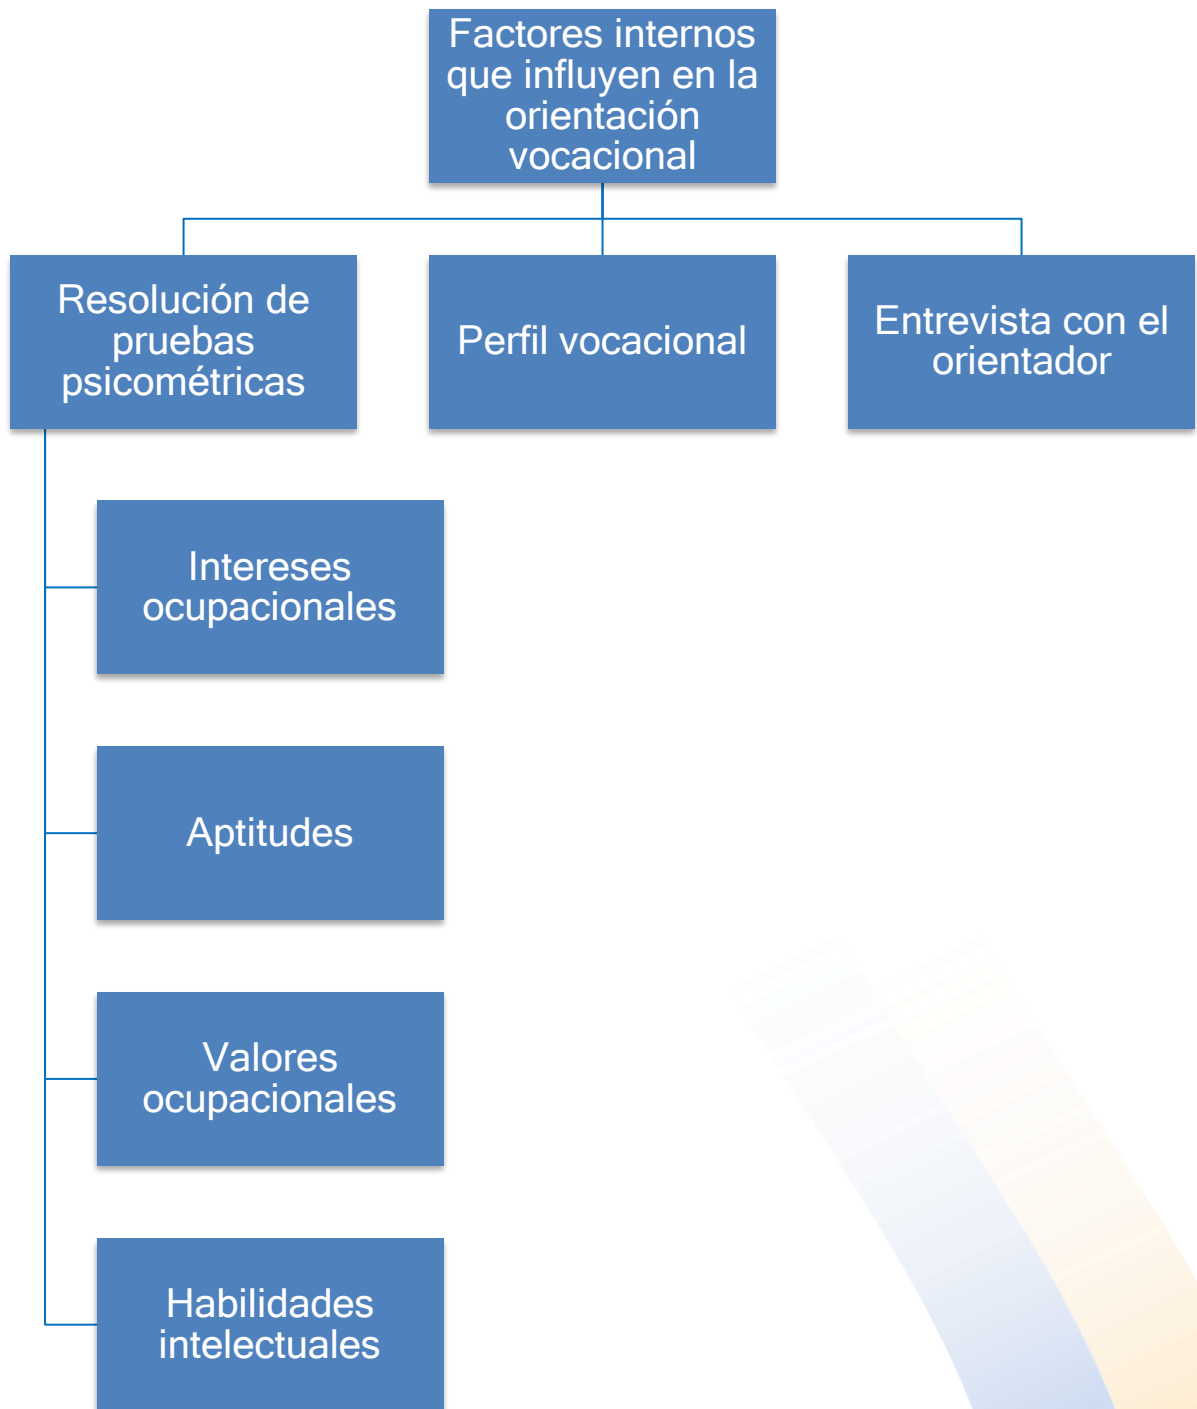 Factores internos
que influyen en la
orientación
vocacional
Resolución de
pruebas
psicométricas
Perfil vocacional
Entrevista con el
orientador
Intereses
ocupacionales
Aptitudes
Valores
ocupacionales
Habilidades
intelectuales